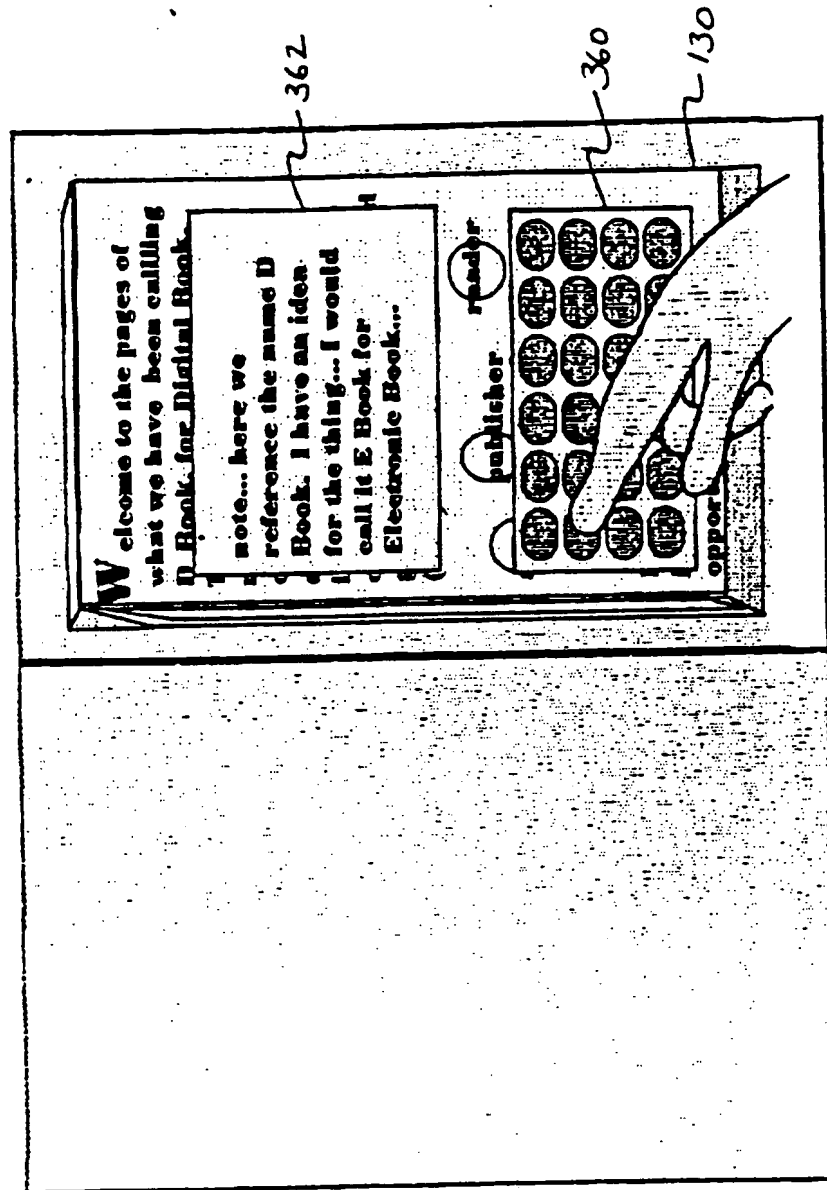 Welcome to the pages of
what we have been callling
D Book, for Digital Book.
note... here we
reference the name D
Book. I have an idea
for the thing... I would
call it E Book for
Electronic Book...
publisher
reader
oppor
362
360
130